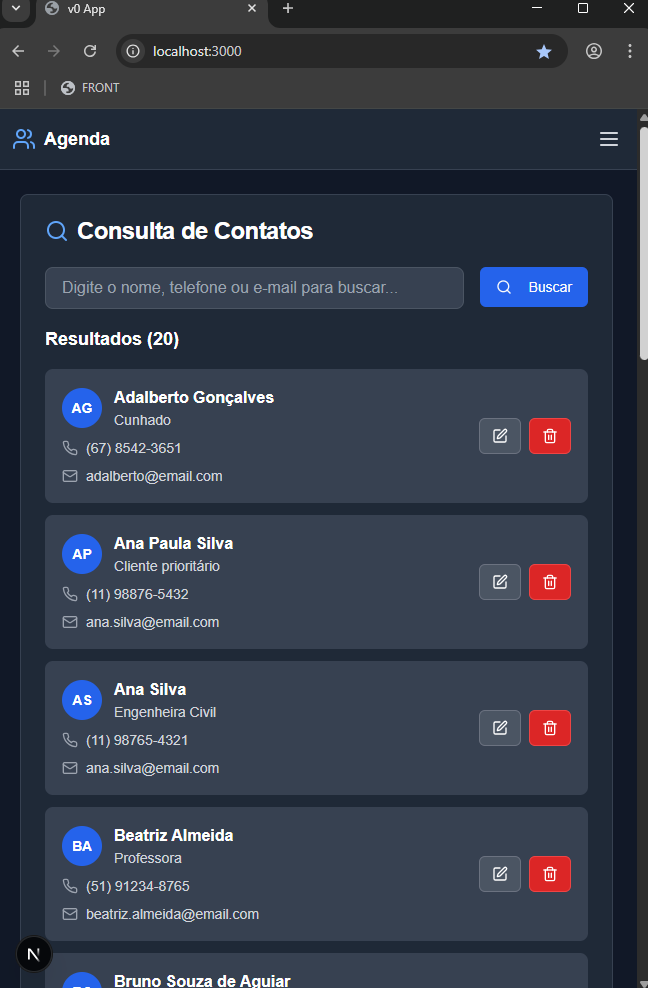 v0 App
localhost:3000
FRONT
Agenda
Consulta de Contatos
Digite o nome, telefone ou e-mail para buscar...
Buscar
Resultados (20)
AG
Adalberto Gonçalves
Cunhado
(67) 8542-3651
adalberto@email.com
AP
Ana Paula Silva
Cliente prioritário
(11) 98876-5432
ana.silva@email.com
AS
Ana Silva
Engenheira Civil
(11) 98765-4321
ana.silva@email.com
BA
Beatriz Almeida
Professora
(51) 91234-8765
beatriz.almeida@email.com
N
Bruno Souza de Aguiar